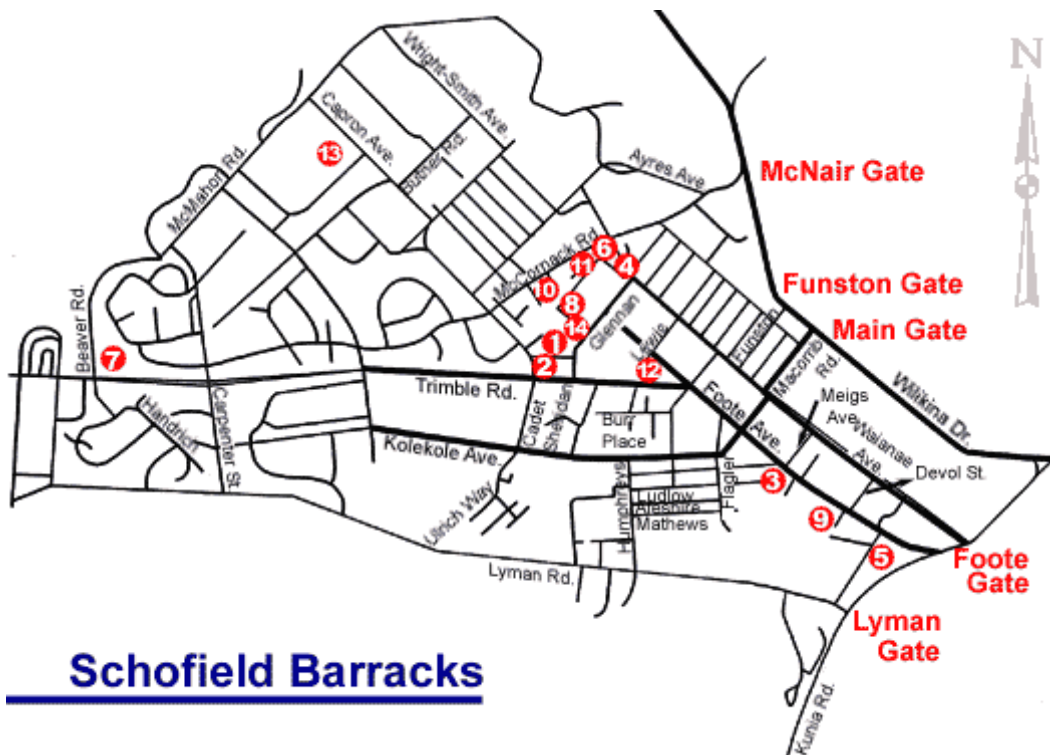 N
Wright-Smith Ave.
Capron Ave.
13
Butner Rd.
McMahon Rd.
Ayres Ave.
McNair Gate
McCornack Rd.
6
11
4
10
8
14
1
2
Glennan
Funston Gate
Main Gate
Funston
Macomb
Rd.
Wilikina Dr.
Beaver Rd.
7
Lewis
12
Trimble Rd.
Cadet
Sheridan
Burr
Place
Foote Ave.
Meigs
Ave.
Waianae
Ave.
Devol St.
Handrich
Carpenter St.
Kolekole Ave.
Ulrich Way
Humphreys
Ludlow
Aleshire
Mathews
Flagler
3
9
5
Lyman Rd.
Foote
Gate
Lyman
Gate
Schofield Barracks
Kunia Rd.